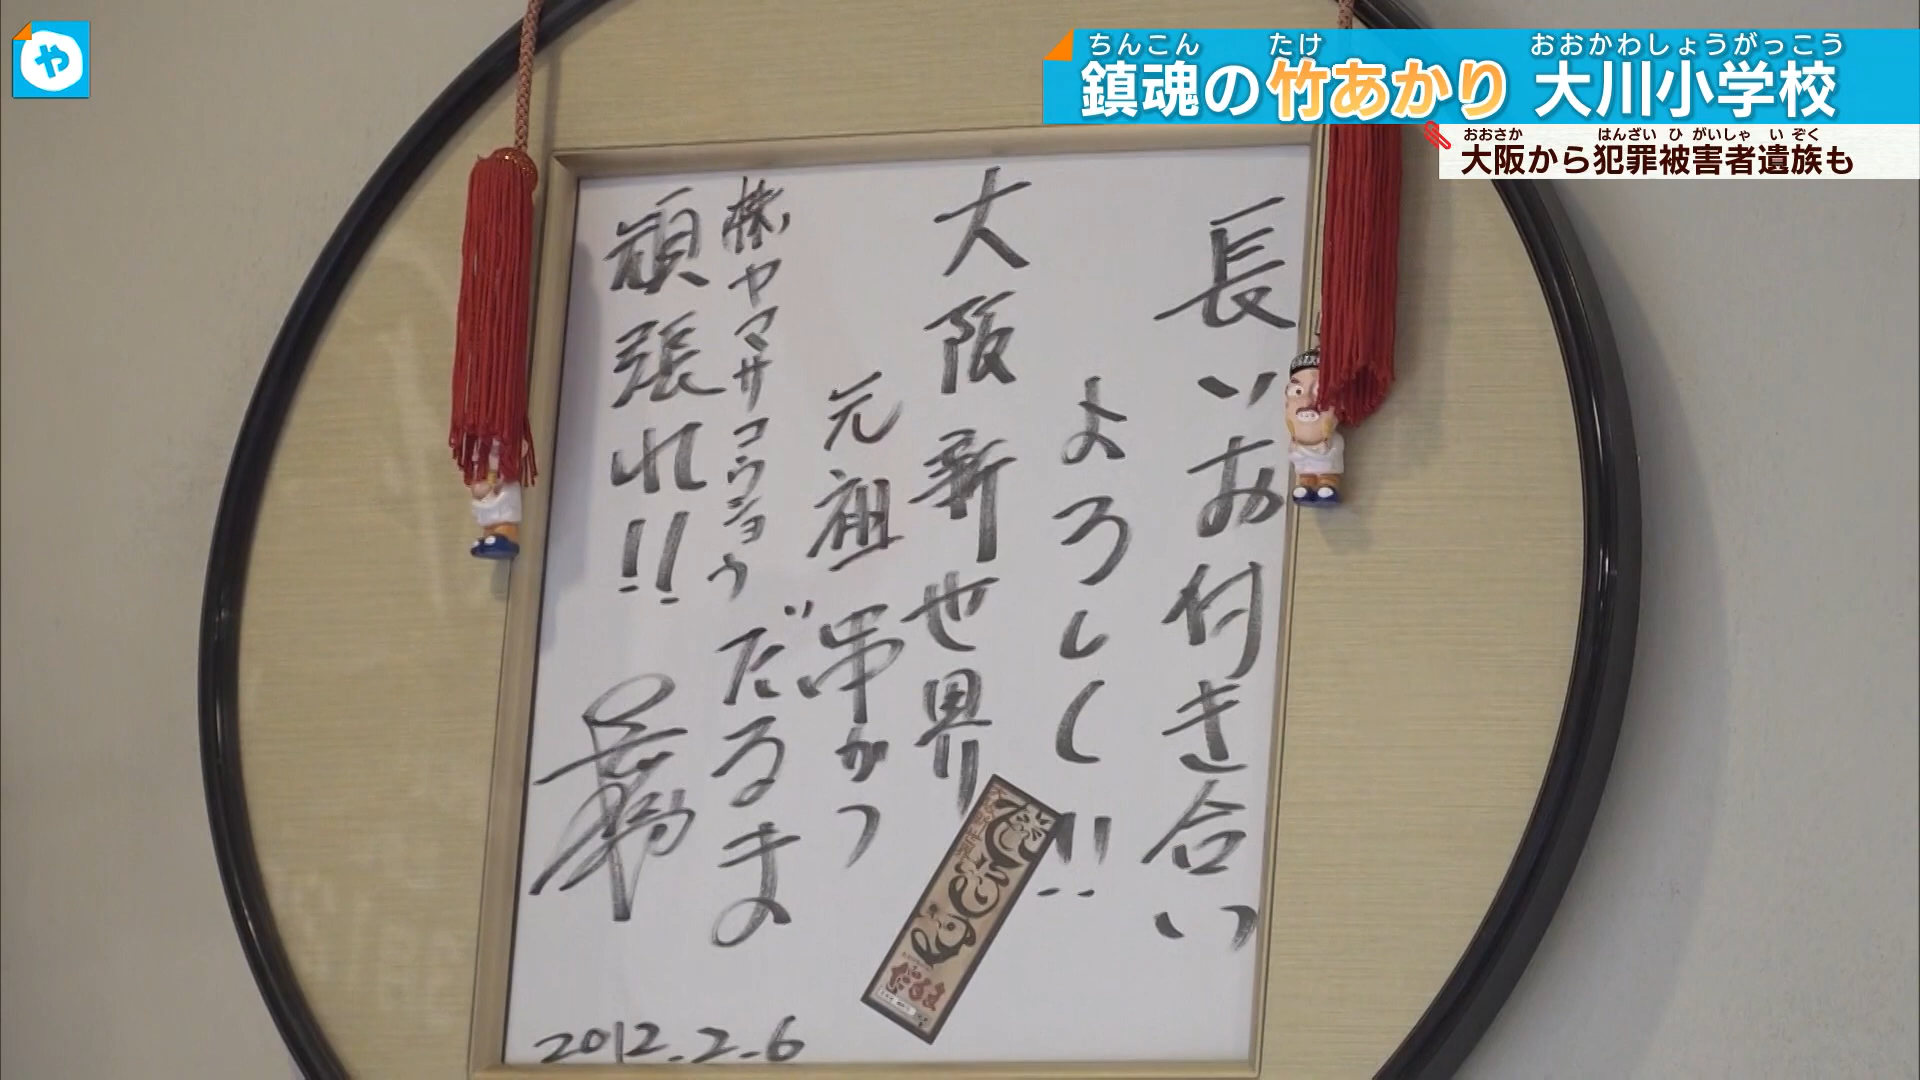 や
ちんこん たけ おおかわしょうがっこう
鎮魂の竹あかり 大川小学校
おおさか はんざい ひがいしゃ いぞく
大阪から犯罪被害者遺族も
長いお付き合い
よろしく!!
大阪新世界
元祖串かつ
だるま
㈱ヤマサコウショウ
頑張れ!!
2012.2.6
だるま